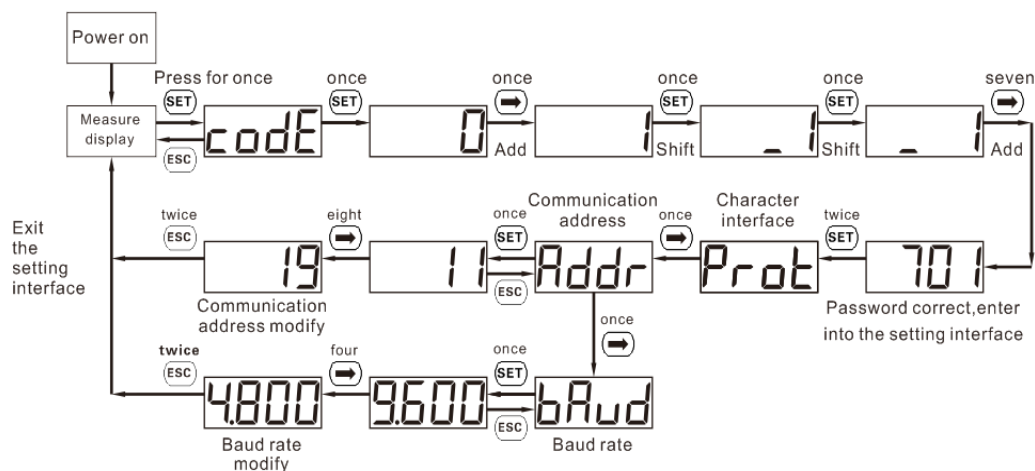 Power on
Press for once
once
once
once
once
seven
SET
SET
➡
SET
SET
➡
Measure
display
codE
0
1
_1
_ 1
ESC
Add
Shift
Shift
Add
Exit
the
setting
interface
twice
eight
once
Communication
address
once
Character
interface
twice
ESC
➡
SET
➡
SET
19
11
Addr
Prot
701
ESC
Communication
address modify
Password correct,enter
into the setting interface
once
➡
twice
four
once
ESC
➡
SET
4.800
9.600
bAud
ESC
Baud rate
modify
Baud rate